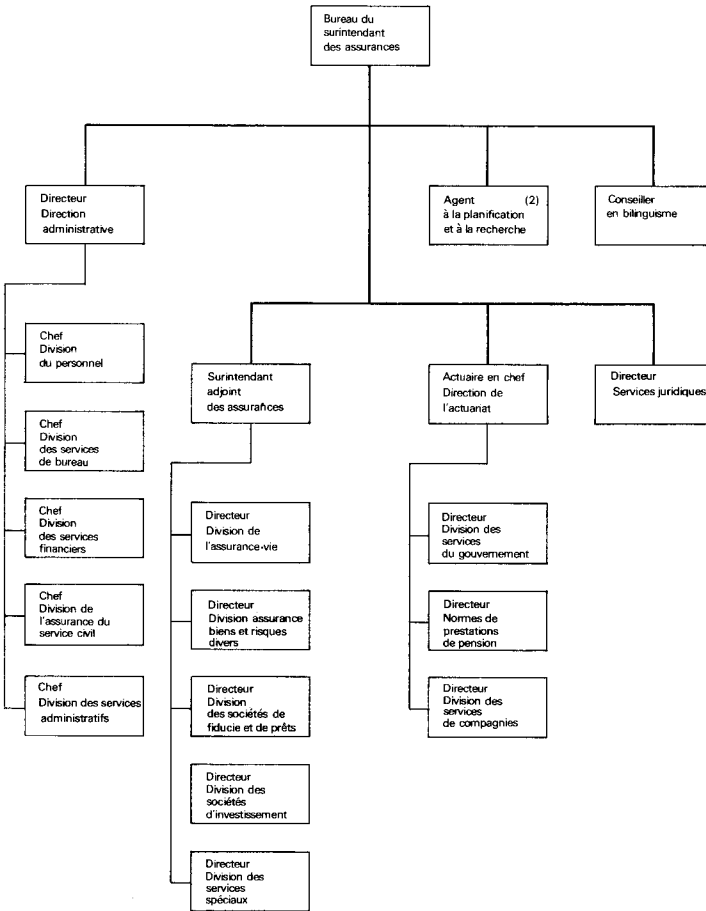 Bureau du
surintendant
des assurances
Directeur
Direction
administrative
Agent (2)
à la planification
et à la recherche
Conseiller
en bilinguisme
Chef
Division
du personnel
Chef
Division
des services
de bureau
Chef
Division
des services
financiers
Chef
Division de
l'assurance du
service civil
Chef
Division des services
administratifs
Surintendant
adjoint
des assurances
Directeur
Division de
l'assurance-vie
Directeur
Division assurance
biens et risques
divers
Directeur
Division
des sociétés de
fiducie et de prêts
Directeur
Division des
sociétés
d'investissement
Directeur
Division des
services
spéciaux
Actuaire en chef
Direction de
l'actuariat
Directeur
Division des
services
du gouvernement
Directeur
Normes de
prestations
de pension
Directeur
Division des
services
de compagnies
Directeur
Services juridiques